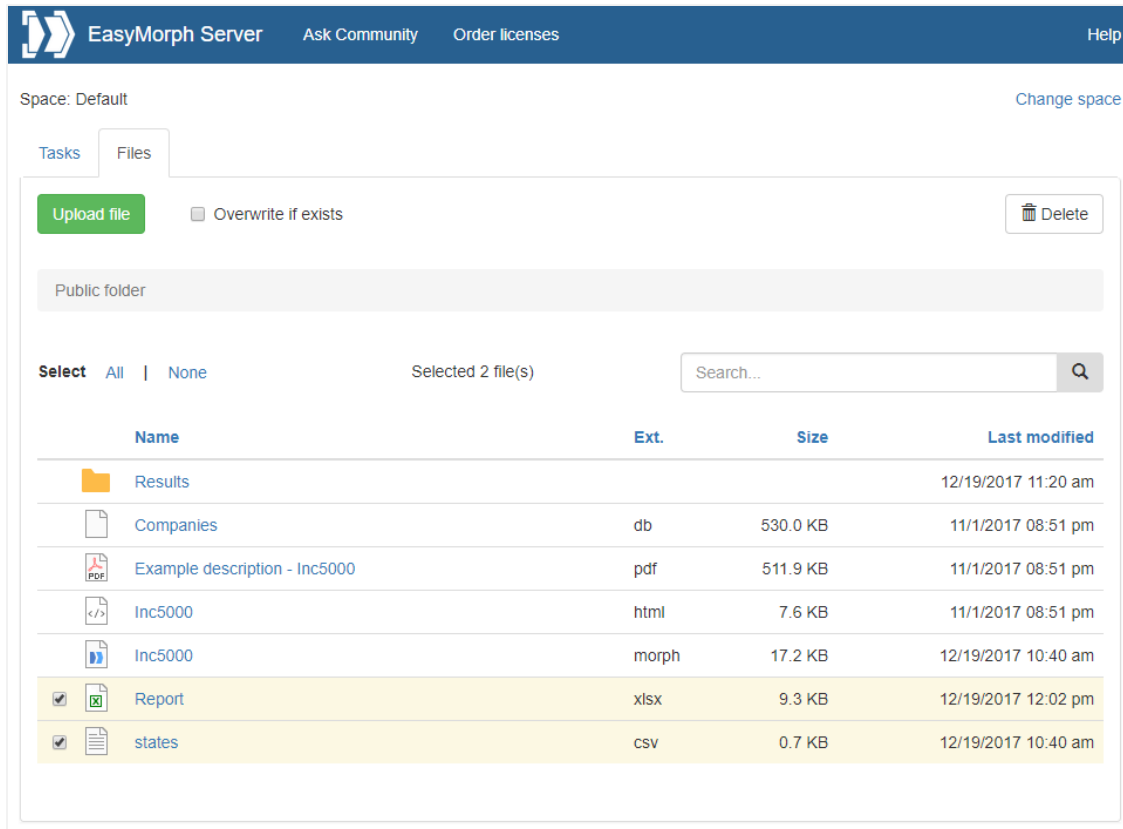 EasyMorph Server Ask Community Order licenses Help
Space: Default Change space
Tasks Files
Upload file Overwrite if exists Delete
Public folder
Select All | None Selected 2 file(s) Search...
Name Ext. Size Last modified
Results 12/19/2017 11:20 am
Companies db 530.0 KB 11/1/2017 08:51 pm
PDF Example description - Inc5000 pdf 511.9 KB 11/1/2017 08:51 pm
</> Inc5000 html 7.6 KB 11/1/2017 08:51 pm
Inc5000 morph 17.2 KB 12/19/2017 10:40 am
Report xlsx 9.3 KB 12/19/2017 12:02 pm
states csv 0.7 KB 12/19/2017 10:40 am